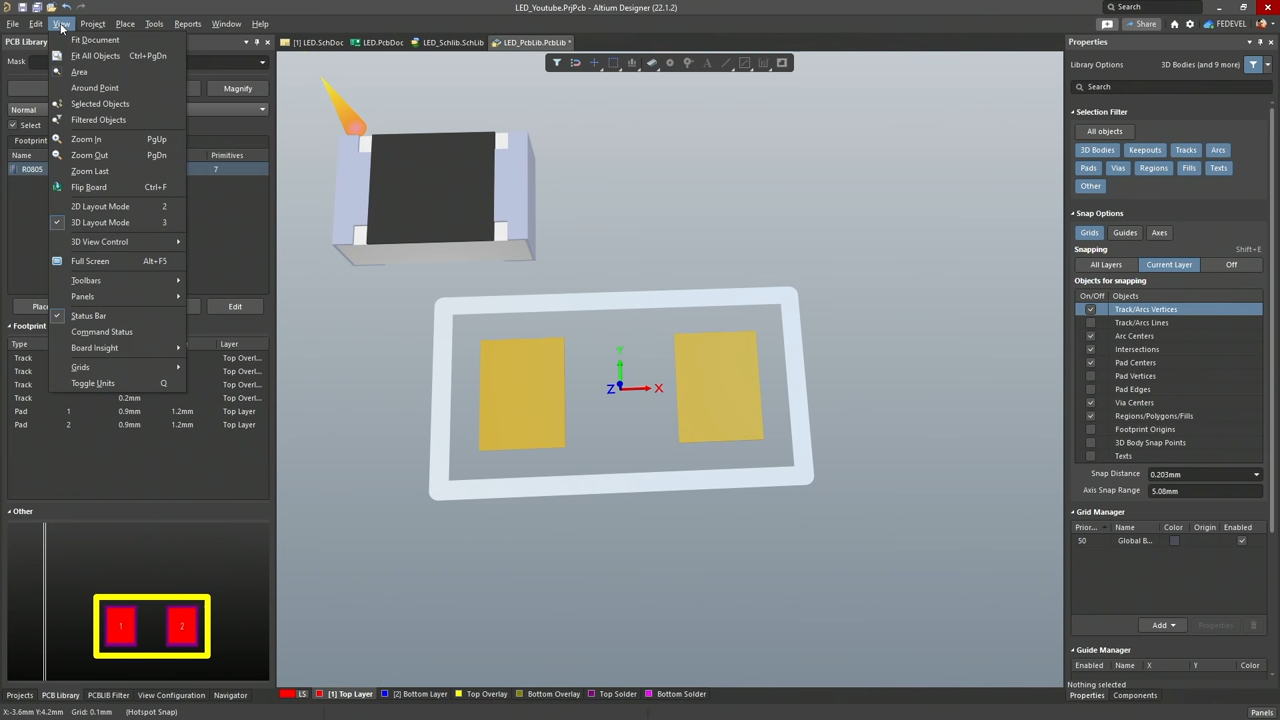 LED_Youtube.PrjPcb - Altium Designer (22.1.2)
Search
File Edit View Project Place Tools Reports Window Help
Share FEDEVEL
PCB Library
[1] LED.SchDoc LED.PcbDoc LED_Schlib.SchLib LED_PcbLib.PcbLib *
Mask
Magnify
Normal
Select
Footprint
Name Primitives
R0805 7
Fit Document
Fit All Objects Ctrl+PgDn
Area
Around Point
Selected Objects
Filtered Objects
Zoom In PgUp
Zoom Out PgDn
Zoom Last
Flip Board Ctrl+F
2D Layout Mode 2
3D Layout Mode 3
3D View Control
Full Screen Alt+F5
Toolbars
Panels
Status Bar
Command Status
Board Insight
Grids
Toggle Units Q
Place Edit
Footprint
Type Layer
Track Top Overl...
Track Top Overl...
Track Top Overl...
Track 0.2mm Top Overl...
Pad 1 0.9mm 1.2mm Top Layer
Pad 2 0.9mm 1.2mm Top Layer
Other
1 2
Y
Z X
Properties
Library Options 3D Bodies (and 9 more)
Search
Selection Filter
All objects
3D Bodies Keepouts Tracks Arcs
Pads Vias Regions Fills Texts
Other
Snap Options
Grids Guides Axes
Snapping Shift+E
All Layers Current Layer Off
Objects for snapping
On/Off Objects
Track/Arcs Vertices
Track/Arcs Lines
Arc Centers
Intersections
Pad Centers
Pad Vertices
Pad Edges
Via Centers
Regions/Polygons/Fills
Footprint Origins
3D Body Snap Points
Texts
Snap Distance 0.203mm
Axis Snap Range 5.08mm
Grid Manager
Prior... Name Color Origin Enabled
50 Global B...
Add Properties
Guide Manager
Enabled Name X Y Color
Nothing selected
Properties Components
Projects PCB Library PCBLIB Filter View Configuration Navigator
LS [1] Top Layer [2] Bottom Layer Top Overlay Bottom Overlay Top Solder Bottom Solder
X:-3.6mm Y:4.2mm Grid: 0.1mm (Hotspot Snap)
Panels